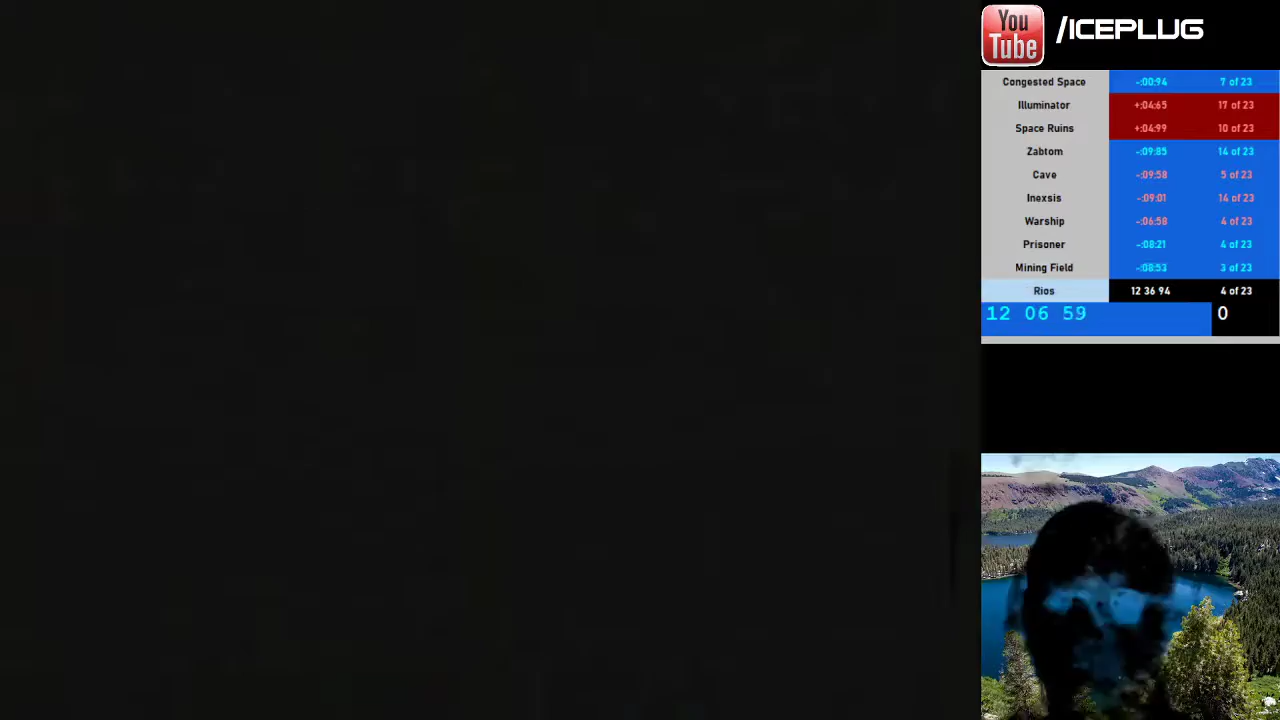 You
Tube
/ICEPLUG
Congested Space -:00:94 7 of 23
Illuminator +:04:65 17 of 23
Space Ruins +:04:99 10 of 23
Zabtom -:09:85 14 of 23
Cave -:09:58 5 of 23
Inexsis -:09:01 14 of 23
Warship -:06:58 4 of 23
Prisoner -:08:21 4 of 23
Mining Field -:08:53 3 of 23
Rios 12 36 94 4 of 23
12 06 59 0